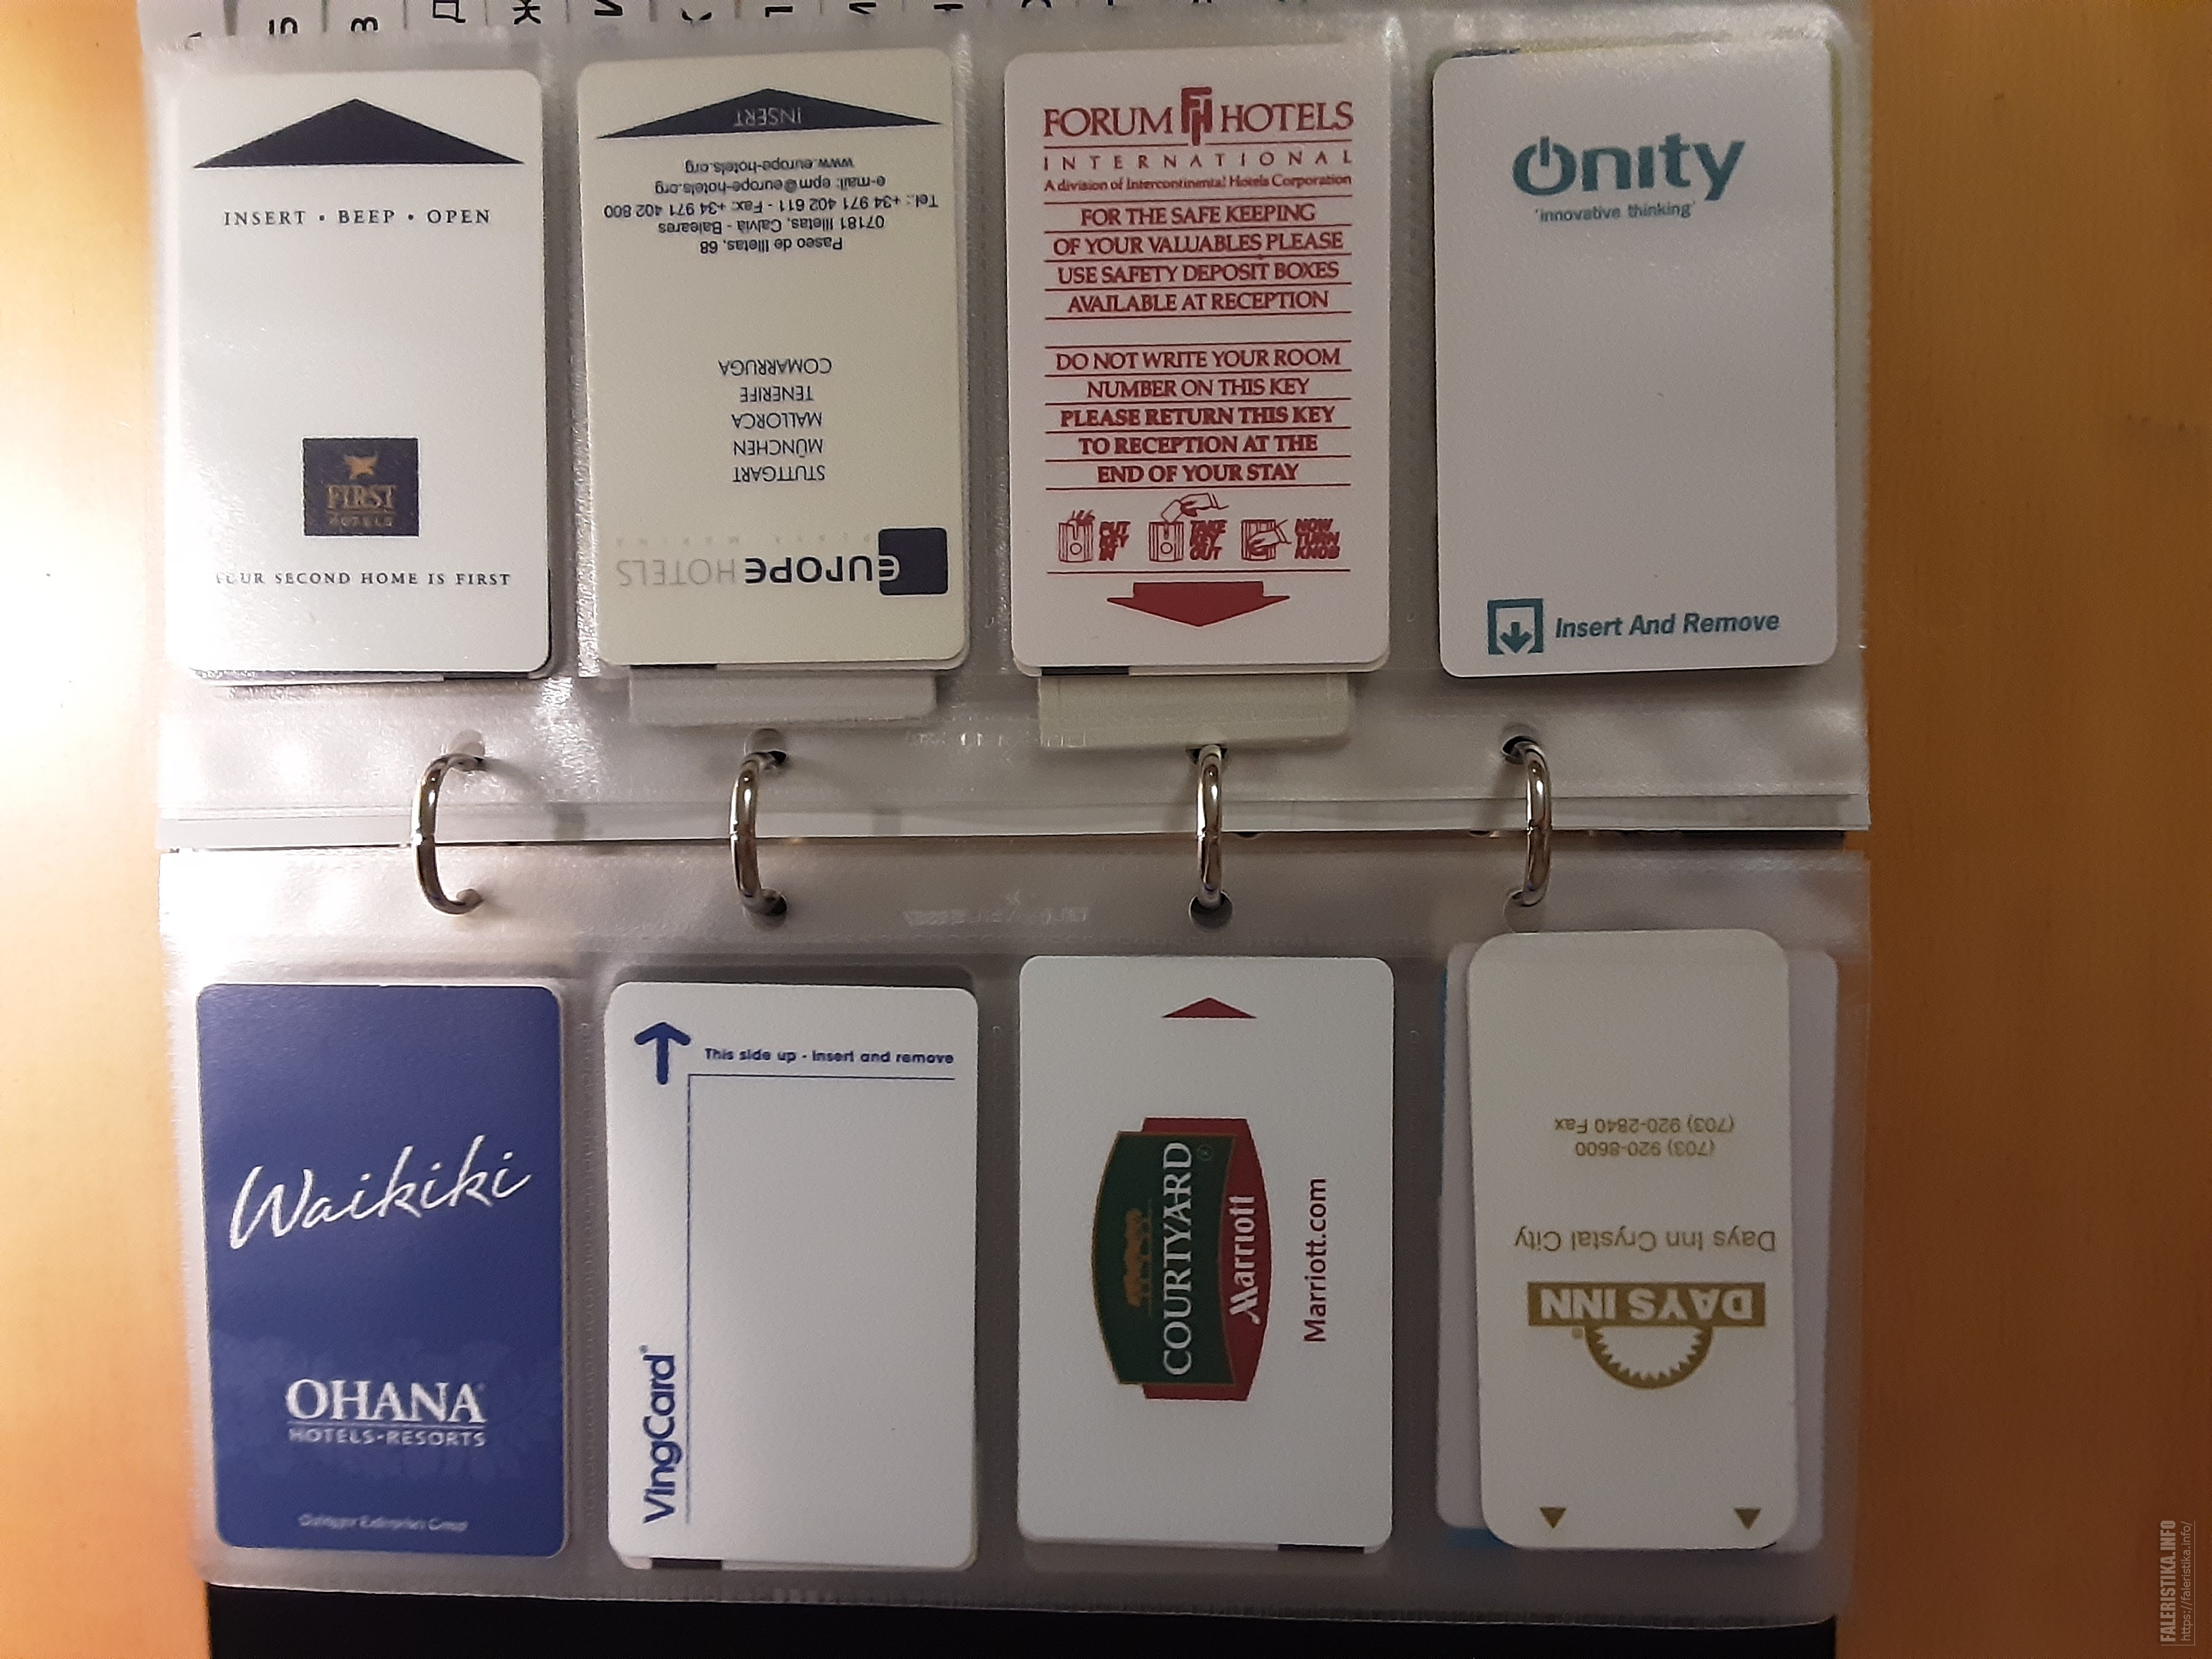 INSERT • BEEP • OPEN
FIRST
HOTELS
YOUR SECOND HOME IS FIRST
EUROPE HOTELS
STUTTGART
MÜNCHEN
MALLORCA
TENERIFE
COMARRUGA
Paseo de Illetas, 68
07181 Illetas, Calvià - Baleares
Tel.: +34 971 402 611 - Fax: +34 971 402 800
e-mail: epm@europe-hotels.org
www.europe-hotels.org
INSERT
FORUM FH HOTELS
INTERNATIONAL
A division of Intercontinental Hotels Corporation
FOR THE SAFE KEEPING
OF YOUR VALUABLES PLEASE
USE SAFETY DEPOSIT BOXES
AVAILABLE AT RECEPTION
DO NOT WRITE YOUR ROOM
NUMBER ON THIS KEY
PLEASE RETURN THIS KEY
TO RECEPTION AT THE
END OF YOUR STAY
PUT KEY IN
TAKE KEY OUT
NOW TURN KNOB
Onity
'innovative thinking'
Insert And Remove
Waikiki
OHANA
HOTELS•RESORTS
Outrigger Enterprises Group
This side up - Insert and remove
VingCard®
COURTYARD®
Marriott
Marriott.com
DAYS INN®
Days Inn Crystal City
(703) 920-8600
(703) 920-2840 Fax
FALERISTIKA.INFO
https://faleristika.info/